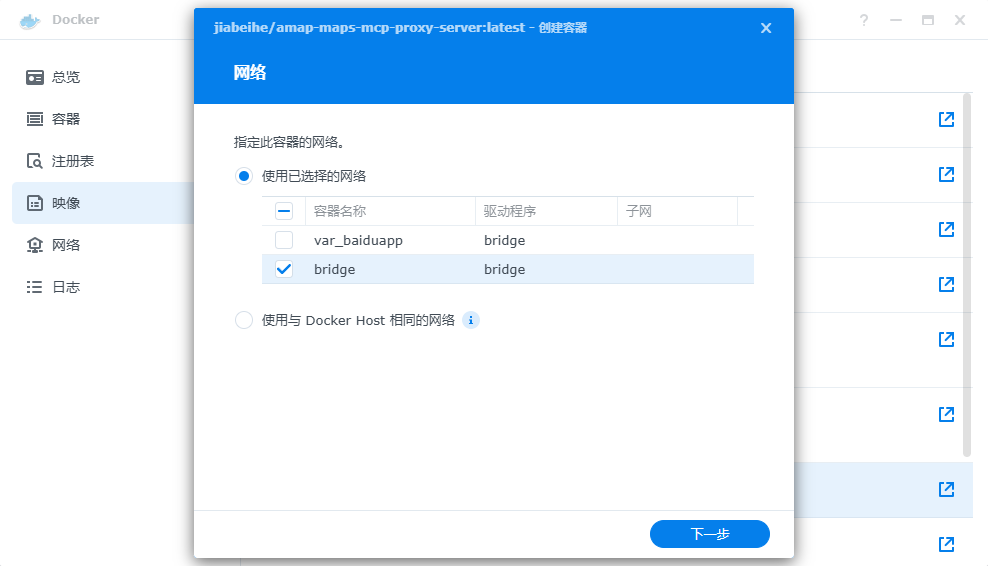 Docker
总览
容器
注册表
映像
网络
日志
jiabeihe/amap-maps-mcp-proxy-server:latest - 创建容器
网络
指定此容器的网络。
使用已选择的网络
容器名称 驱动程序 子网
var_baiduapp bridge
bridge bridge
使用与 Docker Host 相同的网络
下一步